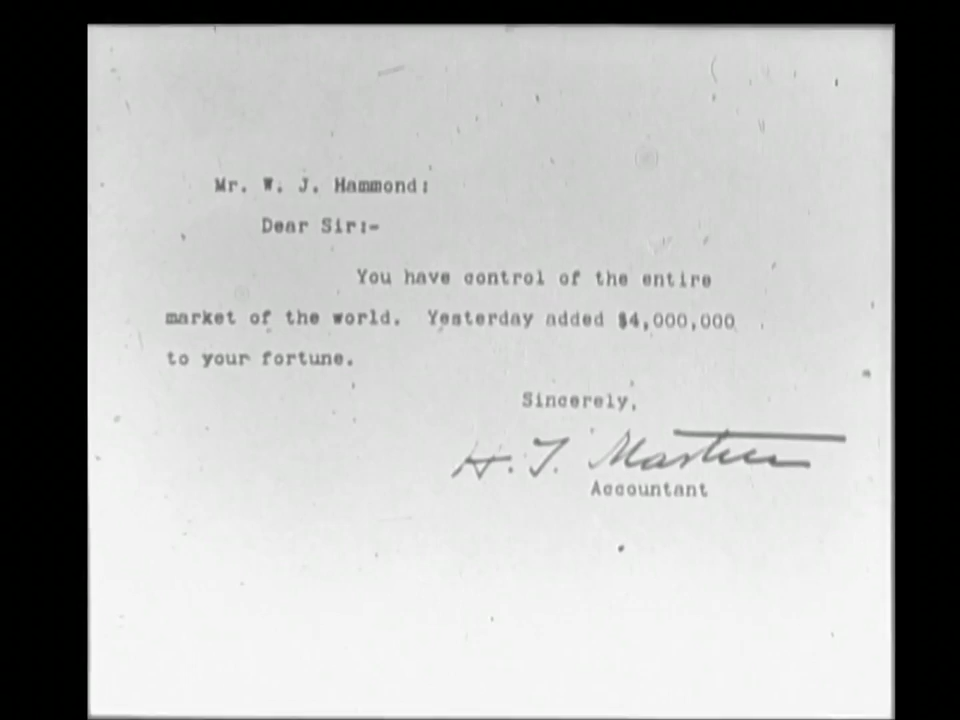 Mr. W. J. Hammond:
Dear Sir:-
You have control of the entire
market of the world. Yesterday added $4,000,000
to your fortune.
Sincerely,
H. T. Martin
Accountant